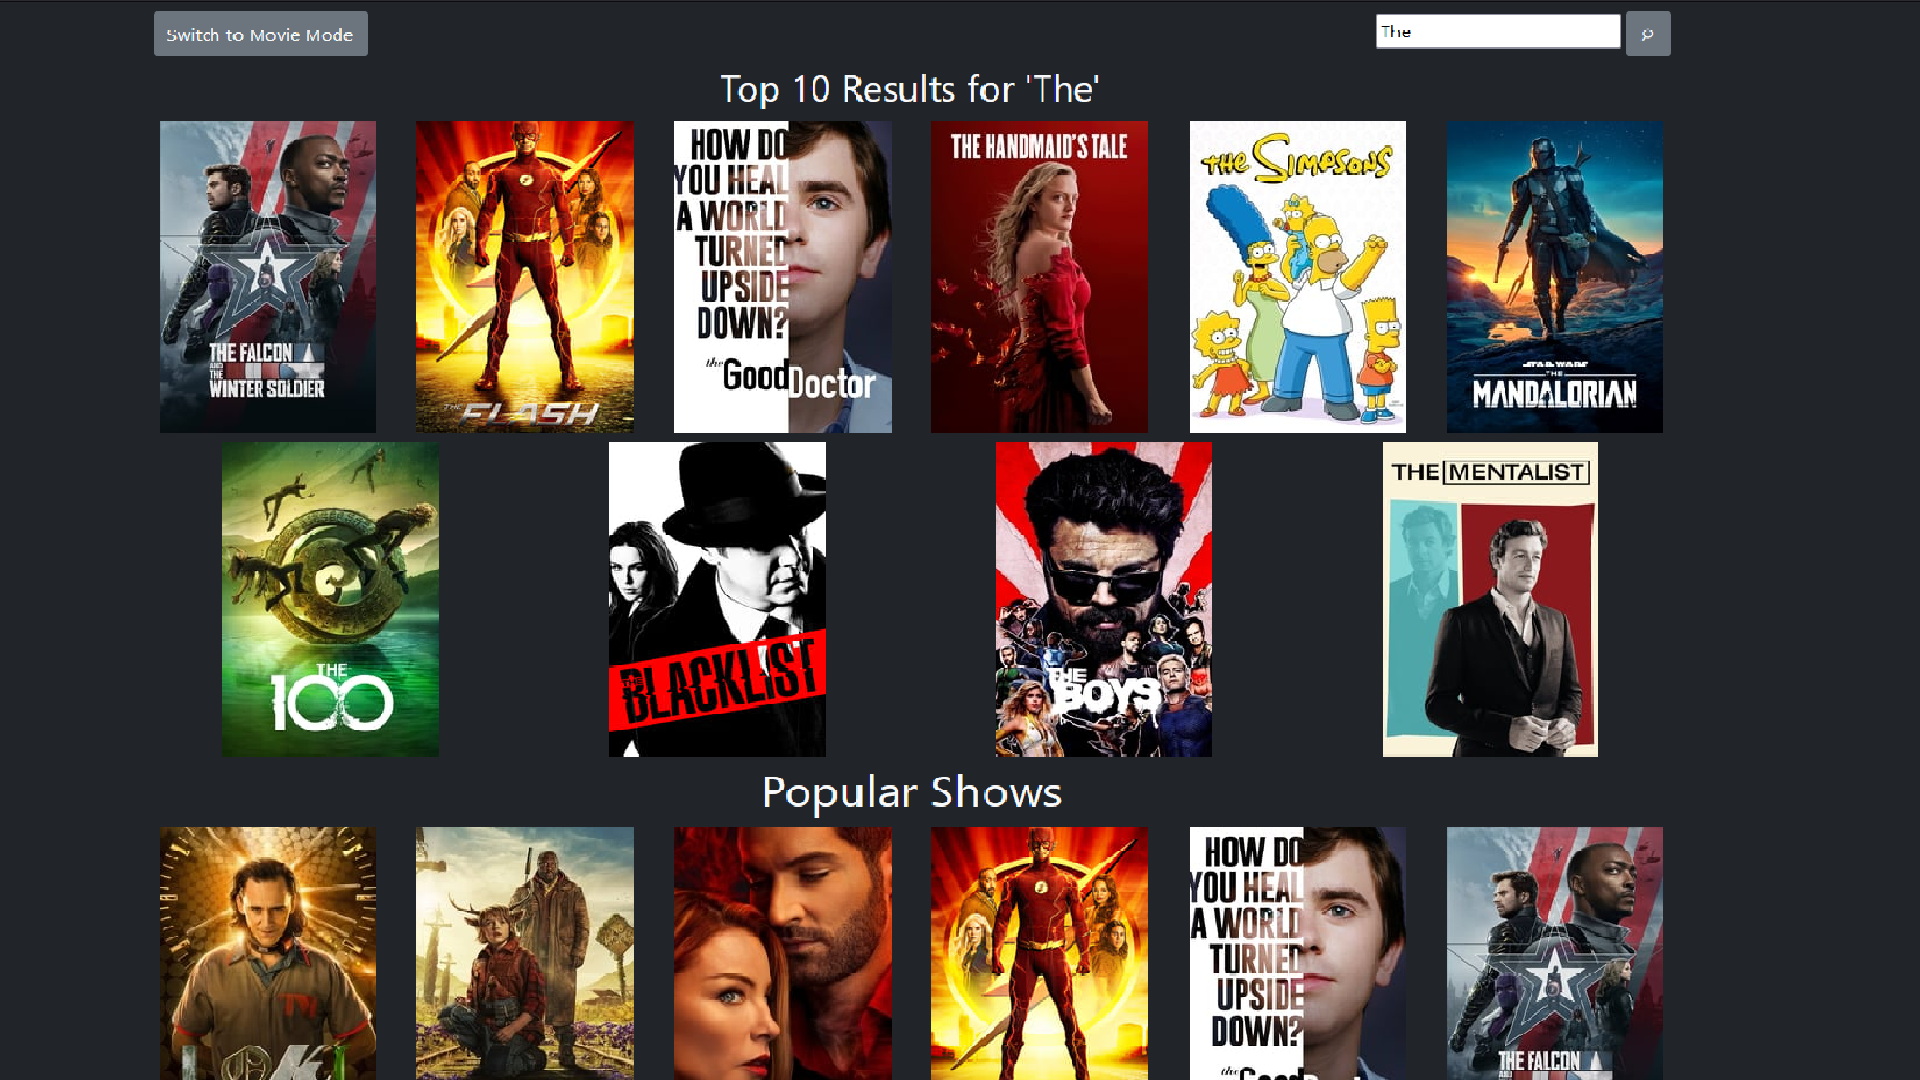 Switch to Movie Mode
The
Top 10 Results for 'The'
THE FALCON
AND
THE
WINTER SOLDIER
THE
FLASH
HOW DO
YOU HEAL
A WORLD
TURNED
UPSIDE
DOWN?
the Good Doctor
THE HANDMAID'S TALE
THE SIMPSONS
STAR WARS
THE
MANDALORIAN
THE
100
THE
BLACKLIST
THE
BOYS
THE MENTALIST
Popular Shows
LOKI
HOW DO
YOU HEAL
A WORLD
TURNED
UPSIDE
DOWN?
the Good
THE FALCON